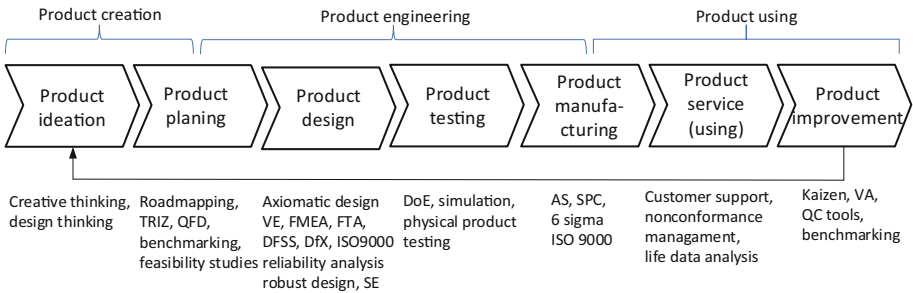 Product creation
Product engineering
Product using
Product
ideation
Product
planing
Product
design
Product
testing
Product
manufa-
cturing
Product
service
(using)
Product
improvement
Creative thinking,
design thinking
Roadmapping,
TRIZ, QFD,
benchmarking,
feasibility studies
Axiomatic design
VE, FMEA, FTA,
DFSS, DfX, ISO9000
reliability analysis
robust design, SE
DoE, simulation,
physical product
testing
AS, SPC,
6 sigma
ISO 9000
Customer support,
nonconformance
managament,
life data analysis
Kaizen, VA,
QC tools,
benchmarking